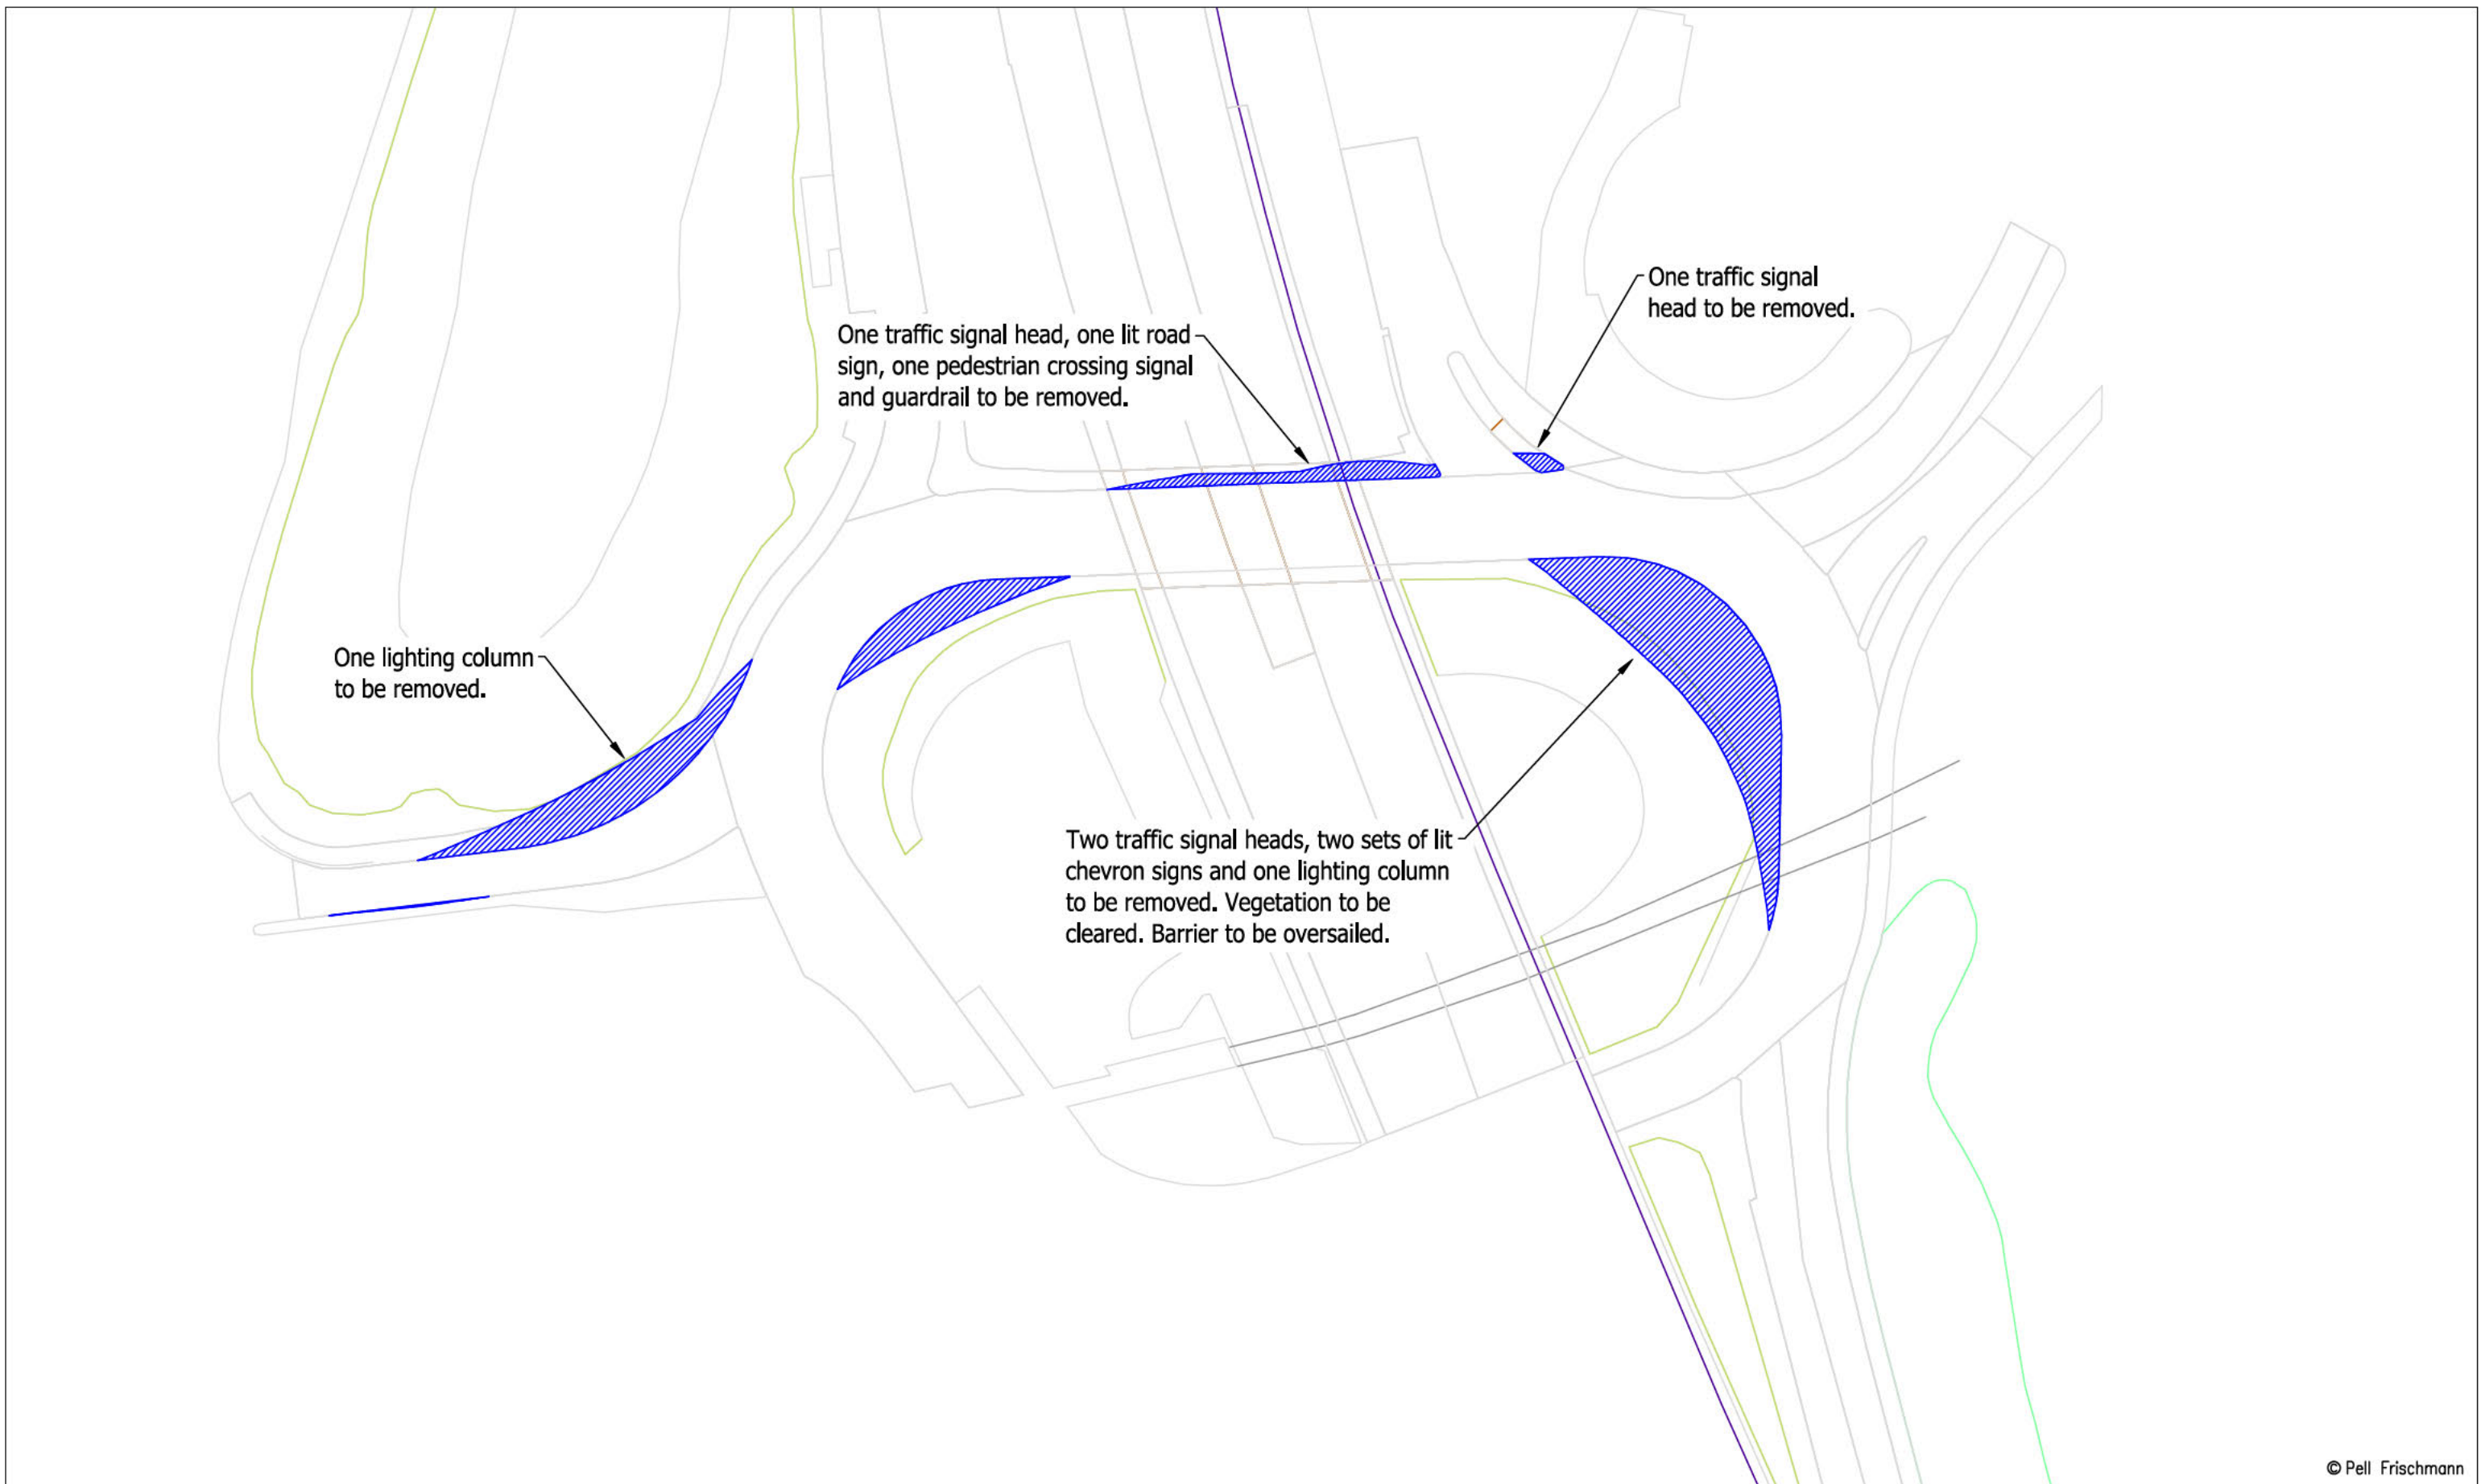 One traffic signal
head to be removed.
One traffic signal head, one lit road
sign, one pedestrian crossing signal
and guardrail to be removed.
One lighting column
to be removed.
Two traffic signal heads, two sets of lit
chevron signs and one lighting column
to be removed. Vegetation to be
cleared. Barrier to be oversailed.
© Pell Frischmann